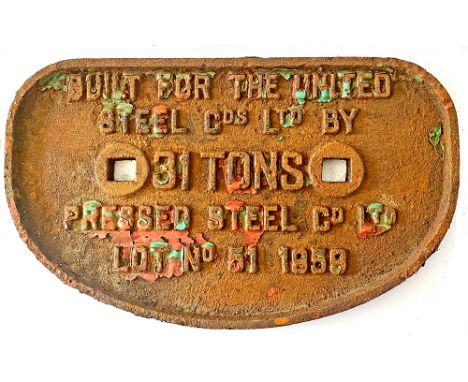 BUILT FOR THE UNITED
STEEL Cos LTD BY
31 TONS
PRESSED STEEL Co LTD
LOT No 51 1958